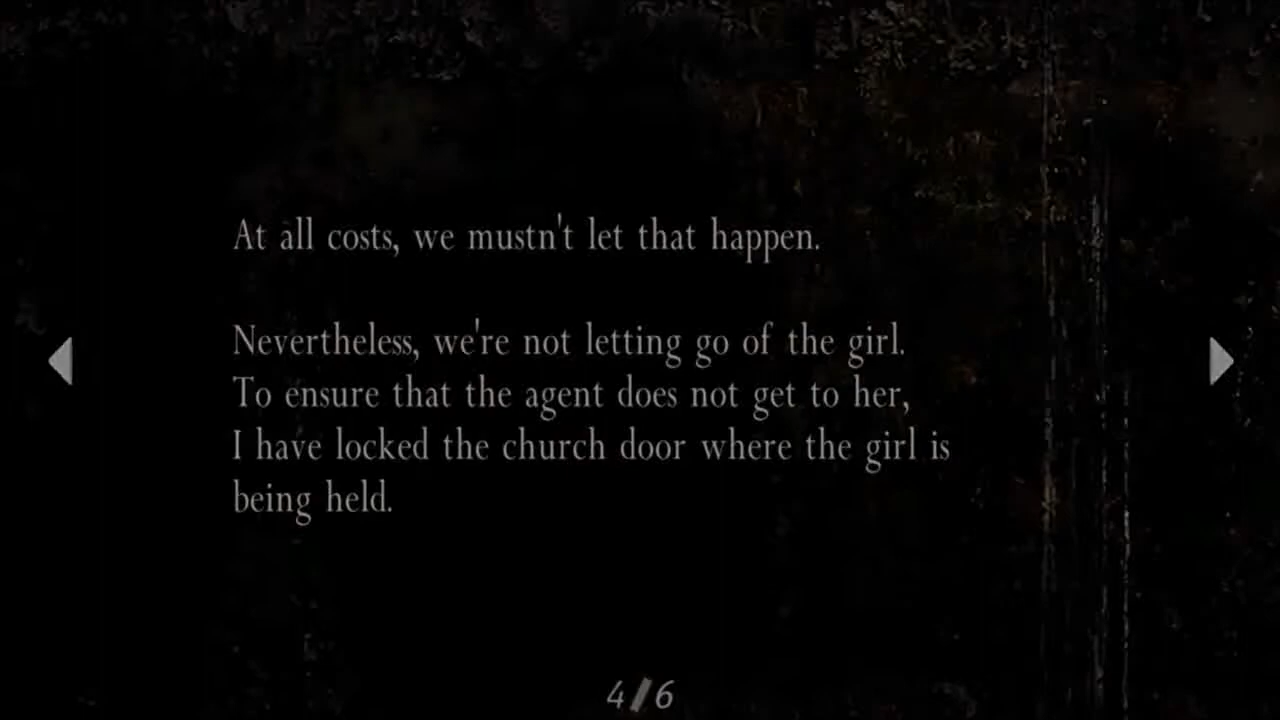 At all costs, we mustn't let that happen.
Nevertheless, we're not letting go of the girl.
To ensure that the agent does not get to her,
I have locked the church door where the girl is
being held.
4/6